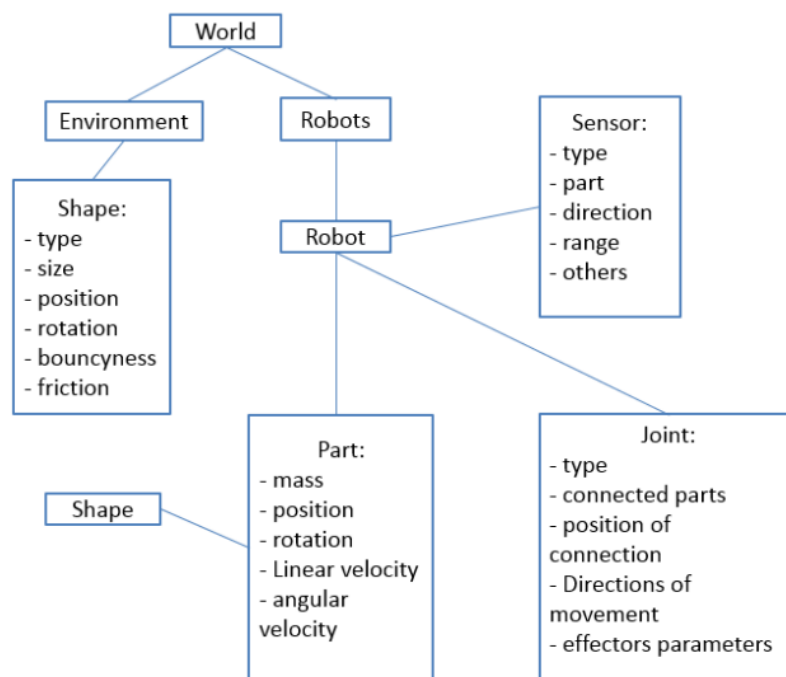 World
Environment
Robots
Sensor:
- type
- part
- direction
- range
- others
Shape:
- type
- size
- position
- rotation
- bouncyness
- friction
Robot
Part:
- mass
- position
- rotation
- Linear velocity
- angular
velocity
Shape
Joint:
- type
- connected parts
- position of
connection
- Directions of
movement
- effectors parameters